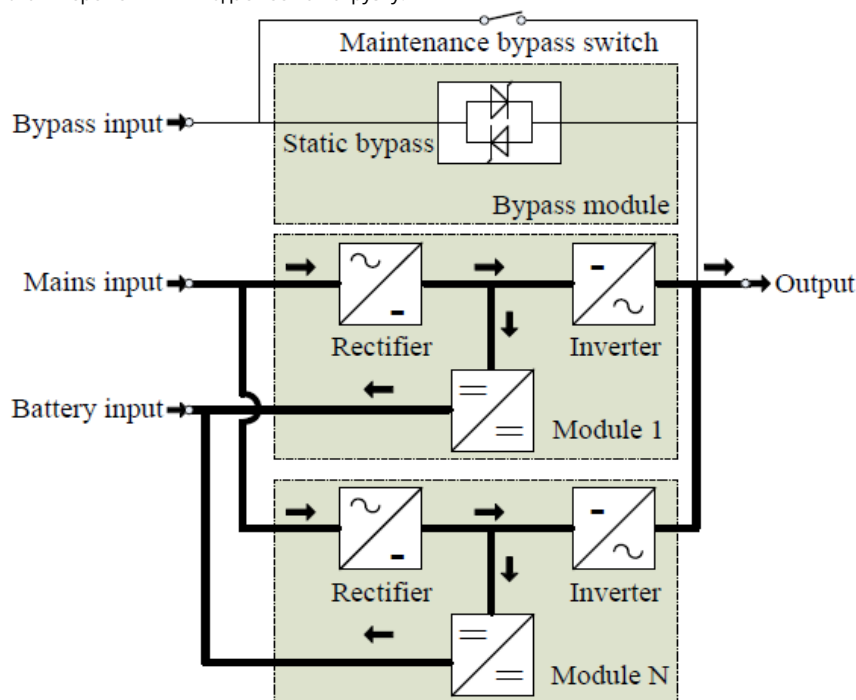 Maintenance bypass switch
Bypass input
Static bypass
Bypass module
Mains input
Output
Rectifier
Inverter
Battery input
Module 1
Rectifier
Inverter
Module N